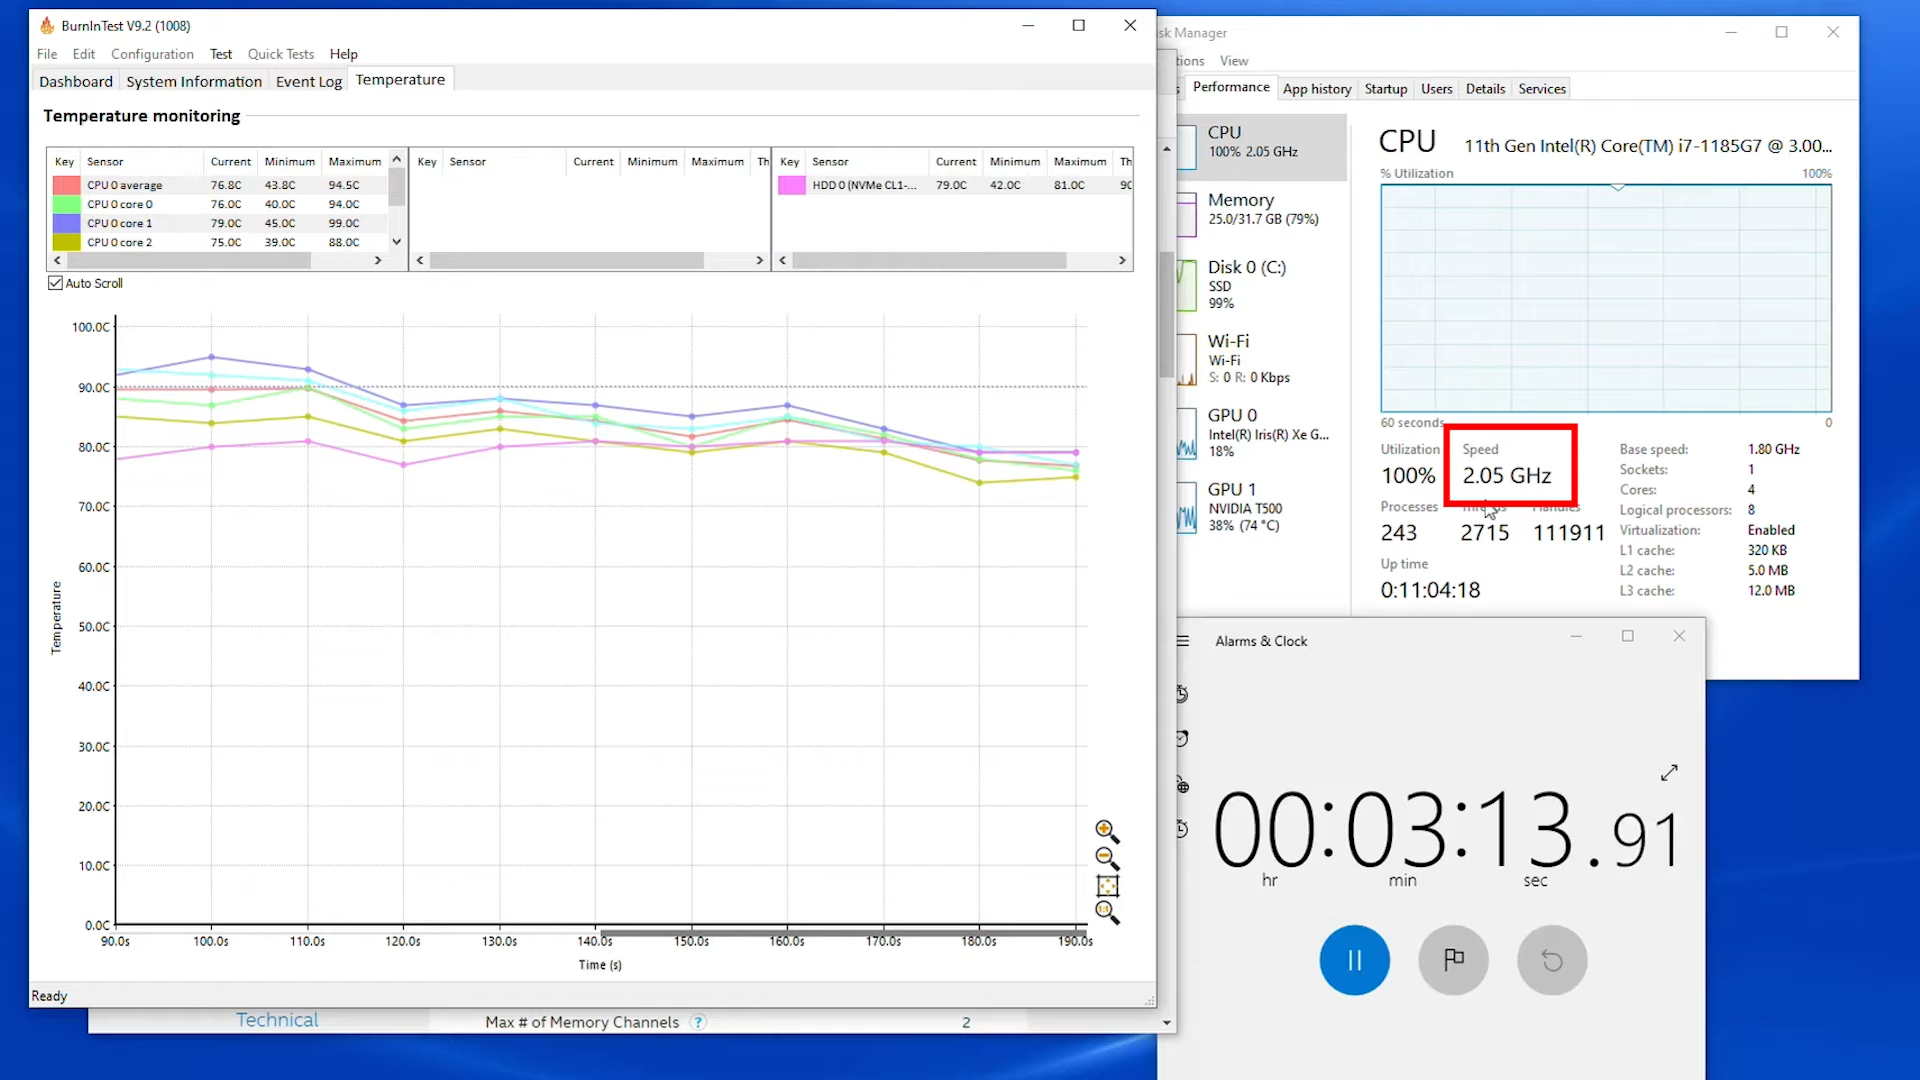 BurnInTest V9.2 (1008)
File Edit Configuration Test Quick Tests Help
Dashboard System Information Event Log Temperature
Temperature monitoring
Key Sensor Current Minimum Maximum
CPU 0 average 76.8C 43.8C 94.5C
CPU 0 core 0 76.0C 40.0C 94.0C
CPU 0 core 1 79.0C 45.0C 99.0C
CPU 0 core 2 75.0C 39.0C 88.0C
Key Sensor Current Minimum Maximum Th
Key Sensor Current Minimum Maximum Th
HDD 0 (NVMe CL1-... 79.0C 42.0C 81.0C 9C
Auto Scroll
100.0C
90.0C
80.0C
70.0C
60.0C
50.0C
40.0C
30.0C
20.0C
10.0C
0.0C
Temperature
90.0s 100.0s 110.0s 120.0s 130.0s 140.0s 150.0s 160.0s 170.0s 180.0s 190.0s
Time (s)
1:1
Ready
Technical Max # of Memory Channels ? 2
sk Manager
tions View
s Performance App history Startup Users Details Services
CPU
100% 2.05 GHz
Memory
25.0/31.7 GB (79%)
Disk 0 (C:)
SSD
99%
Wi-Fi
Wi-Fi
S: 0 R: 0 Kbps
GPU 0
Intel(R) Iris(R) Xe G...
18%
GPU 1
NVIDIA T500
38% (74 °C)
CPU 11th Gen Intel(R) Core(TM) i7-1185G7 @ 3.00...
% Utilization 100%
60 seconds 0
Utilization Speed
100% 2.05 GHz
Processes
243 2715 111911
Up time
0:11:04:18
Base speed: 1.80 GHz
Sockets: 1
Cores: 4
Logical processors: 8
Virtualization: Enabled
L1 cache: 320 KB
L2 cache: 5.0 MB
L3 cache: 12.0 MB
Alarms & Clock
00:03:13.91
hr min sec